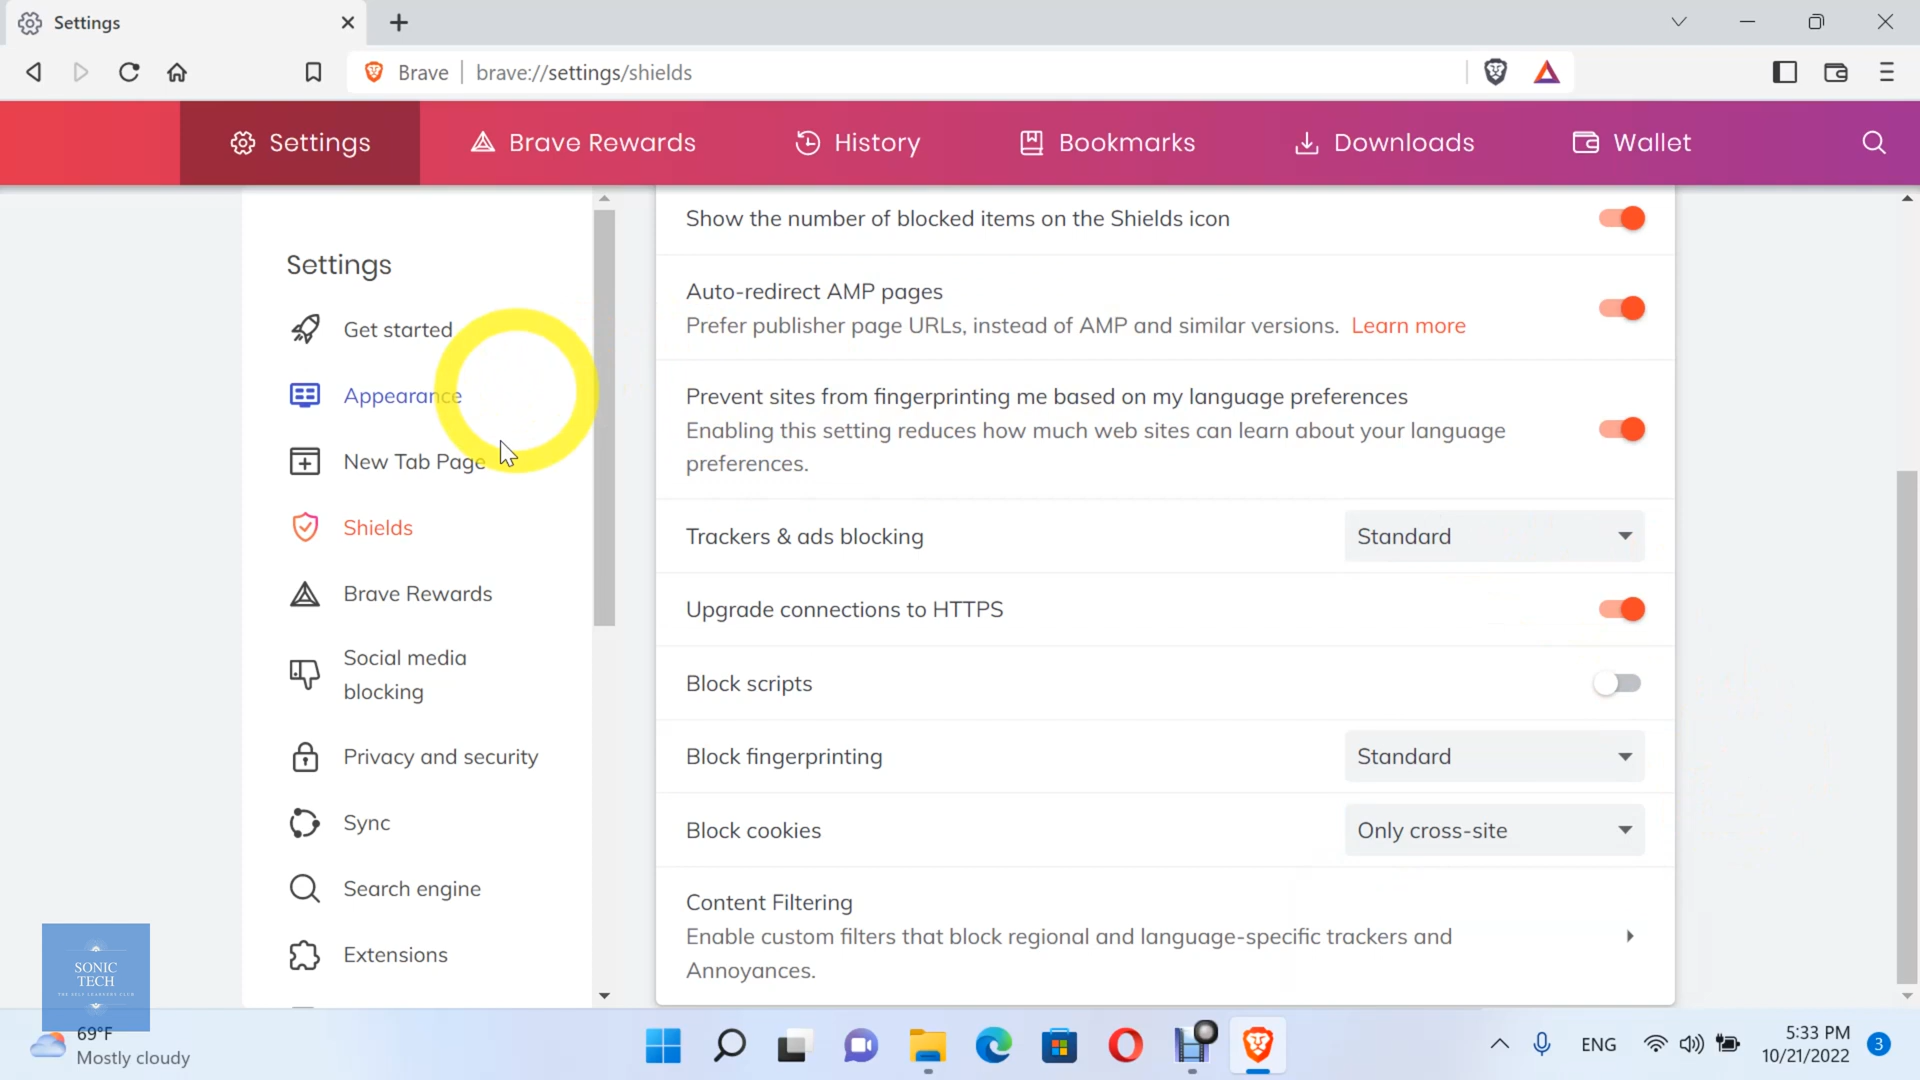 Settings
Brave
brave://settings/shields
Settings
Brave Rewards
History
Bookmarks
Downloads
Wallet
Settings
Get started
Appearance
New Tab Page
Shields
Brave Rewards
Social media
blocking
Privacy and security
Sync
Search engine
Extensions
Show the number of blocked items on the Shields icon
Auto-redirect AMP pages
Prefer publisher page URLs, instead of AMP and similar versions. Learn more
Prevent sites from fingerprinting me based on my language preferences
Enabling this setting reduces how much web sites can learn about your language
preferences.
Trackers & ads blocking
Standard
Upgrade connections to HTTPS
Block scripts
Block fingerprinting
Standard
Block cookies
Only cross-site
Content Filtering
Enable custom filters that block regional and language-specific trackers and
Annoyances.
SONIC
TECH
THE SELF LEARNERS CLUB
69°F
Mostly cloudy
ENG
5:33 PM
10/21/2022
3